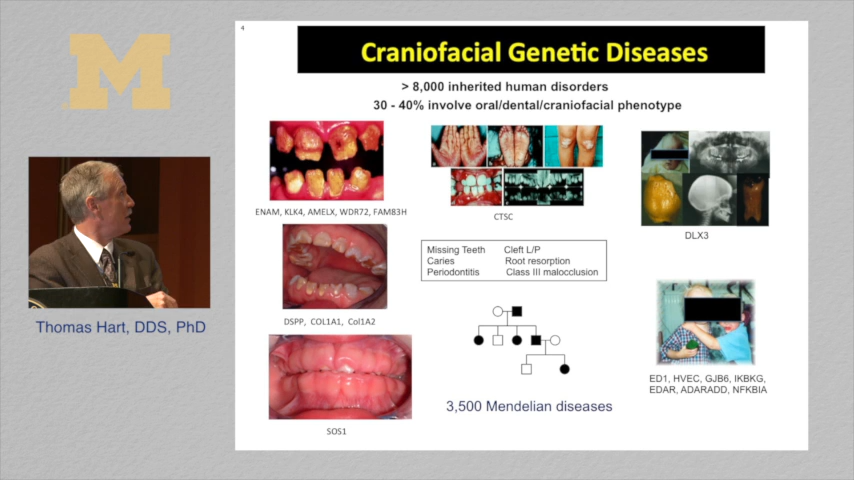 M
Thomas Hart, DDS, PhD
4
Craniofacial Genetic Diseases
> 8,000 inherited human disorders
30 - 40% involve oral/dental/craniofacial phenotype
ENAM, KLK4, AMELX, WDR72, FAM83H
CTSC
DLX3
Missing Teeth Cleft L/P
Caries Root resorption
Periodontitis Class III malocclusion
DSPP, COL1A1, Col1A2
SOS1
3,500 Mendelian diseases
ED1, HVEC, GJB6, IKBKG,
EDAR, ADARADD, NFKBIA